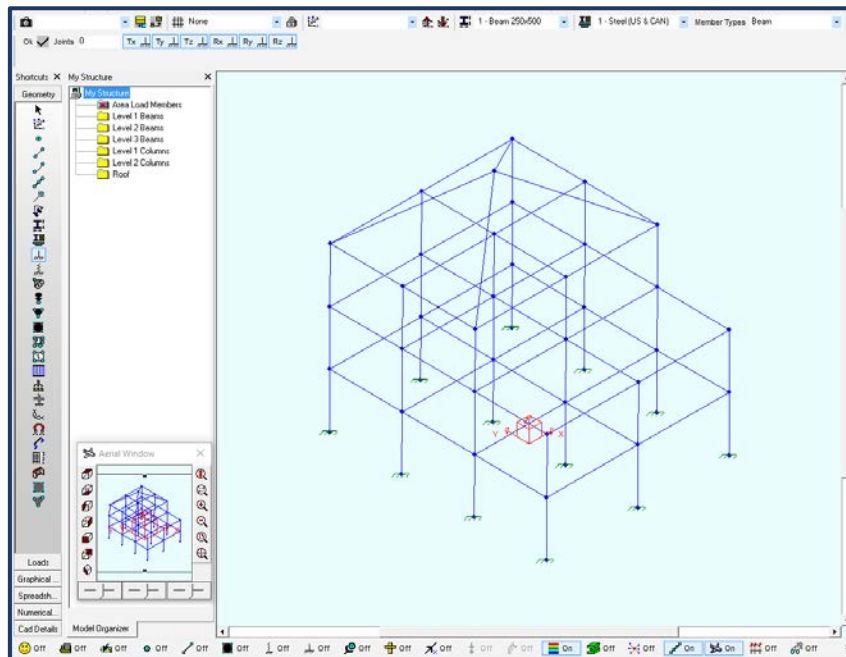 None 1 - Beam 250x500 1 - Steel (US & CAN) Member Types Beam
Ok Joints 0 Tx Ty Tz Rx Ry Rz
Shortcuts X My Structure X
Geometry
My Structure
Area Load Members
Level 1 Beams
Level 2 Beams
Level 3 Beams
Level 1 Columns
Level 2 Columns
Roof
Y X
Aerial Window
Loads
Graphical ...
Spreadsh...
Numerical...
Cad Details
Model Organizer
Off Off Off Off Off Off Off Off Off Off Off Off Off On Off Off On On Off Off